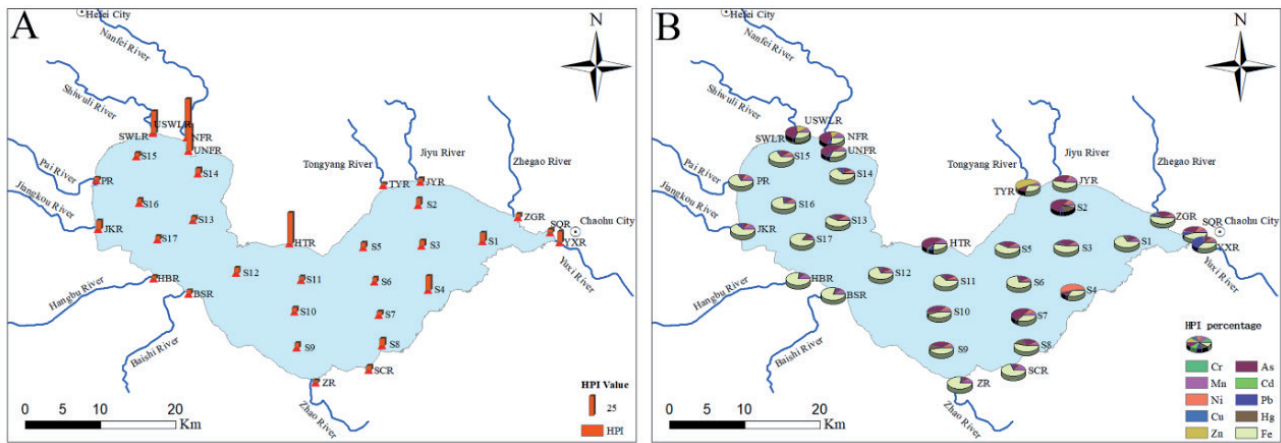 A
Hefei City
Nanfei River
N
Shiwuli River
USWLR
SWLR
NFR
UNFR
S15
Tongyang River
Jiyu River
Zhegao River
Pai River
PR
S14
TYR
JYR
Jiangkou River
S16
S2
ZGR
SQR
Chaohu City
JKR
S13
S17
HTR
S5
S3
S1
YXR
Yuxi River
Hangbu River
HBR
S12
S11
S6
S4
BSR
S10
S7
Baishi River
S9
S8
SCR
ZR
Zhao River
HPI Value
25
HPI
0 5 10 20
Km
B
Hefei City
Nanfei River
N
Shiwuli River
USWLR
SWLR
NFR
UNFR
S15
Tongyang River
Jiyu River
Zhegao River
Pai River
PR
S14
TYR
JYR
Jiangkou River
S16
S2
ZGR
SQR
Chaohu City
JKR
S13
S17
HTR
S5
S3
S1
YXR
Yuxi River
Hangbu River
HBR
S12
S11
S6
S4
BSR
S10
S7
Baishi River
S9
S8
SCR
ZR
Zhao River
HPI percentage
Cr As
Mn Cd
Ni Pb
Cu Hg
Zn Fe
0 5 10 20
Km